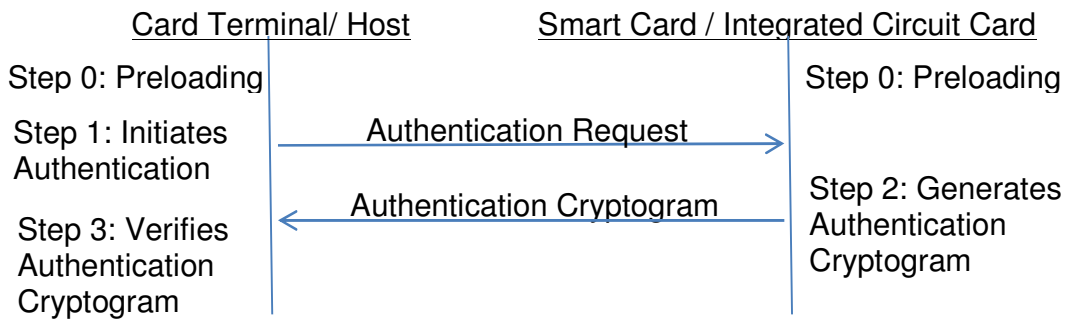 Card Terminal/ Host
Smart Card / Integrated Circuit Card
Step 0: Preloading
Step 0: Preloading
Step 1: Initiates
Authentication
Authentication Request
Step 2: Generates
Authentication
Cryptogram
Authentication Cryptogram
Step 3: Verifies
Authentication
Cryptogram